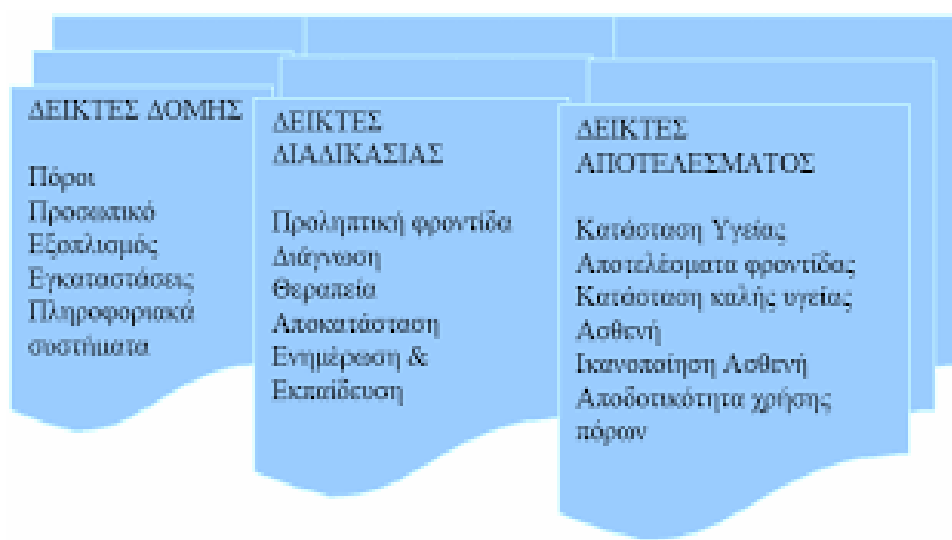 ΔΕΙΚΤΕΣ ΔΟΜΗΣ
Πόροι
Προσωπικό
Εξοπλισμός
Εγκαταστάσεις
Πληροφοριακά
συστήματα
ΔΕΙΚΤΕΣ
ΔΙΑΔΙΚΑΣΙΑΣ
Προληπτική φροντίδα
Διάγνωση
Θεραπεία
Αποκατάσταση
Ενημέρωση &
Εκπαίδευση
ΔΕΙΚΤΕΣ
ΑΠΟΤΕΛΕΣΜΑΤΟΣ
Κατάσταση Υγείας
Αποτελέσματα φροντίδας
Κατάσταση καλής υγείας
Ασθενή
Ικανοποίηση Ασθενή
Αποδοτικότητα χρήσης
πόρων